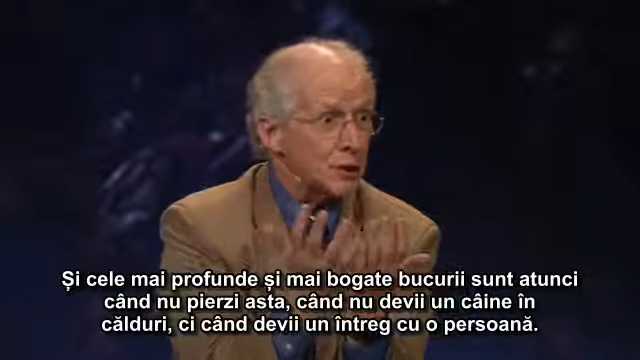 Și cele mai profunde și mai bogate bucurii sunt atunci
când nu pierzi asta, când nu devii un câine în
călduri, ci când devii un întreg cu o persoană.